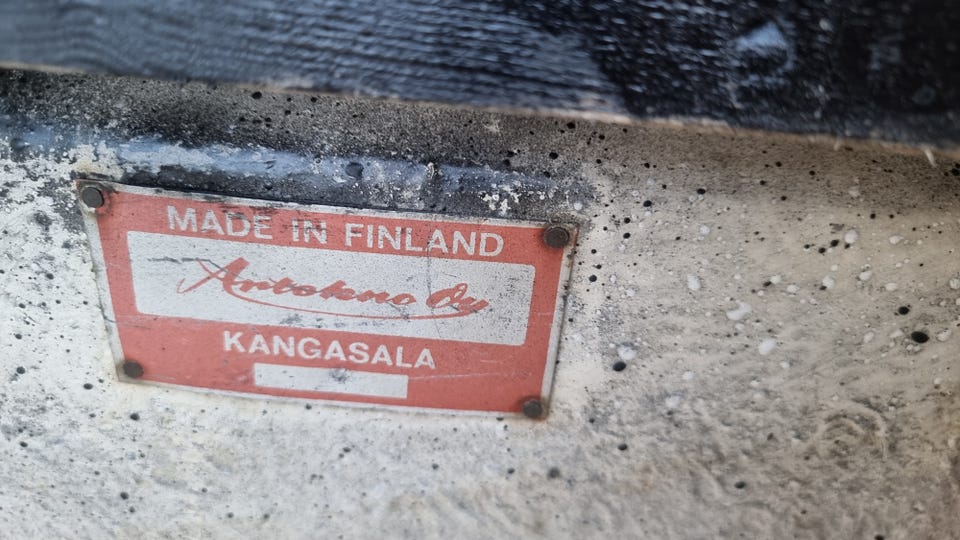 MADE IN FINLAND
Artekno Oy
KANGASALA